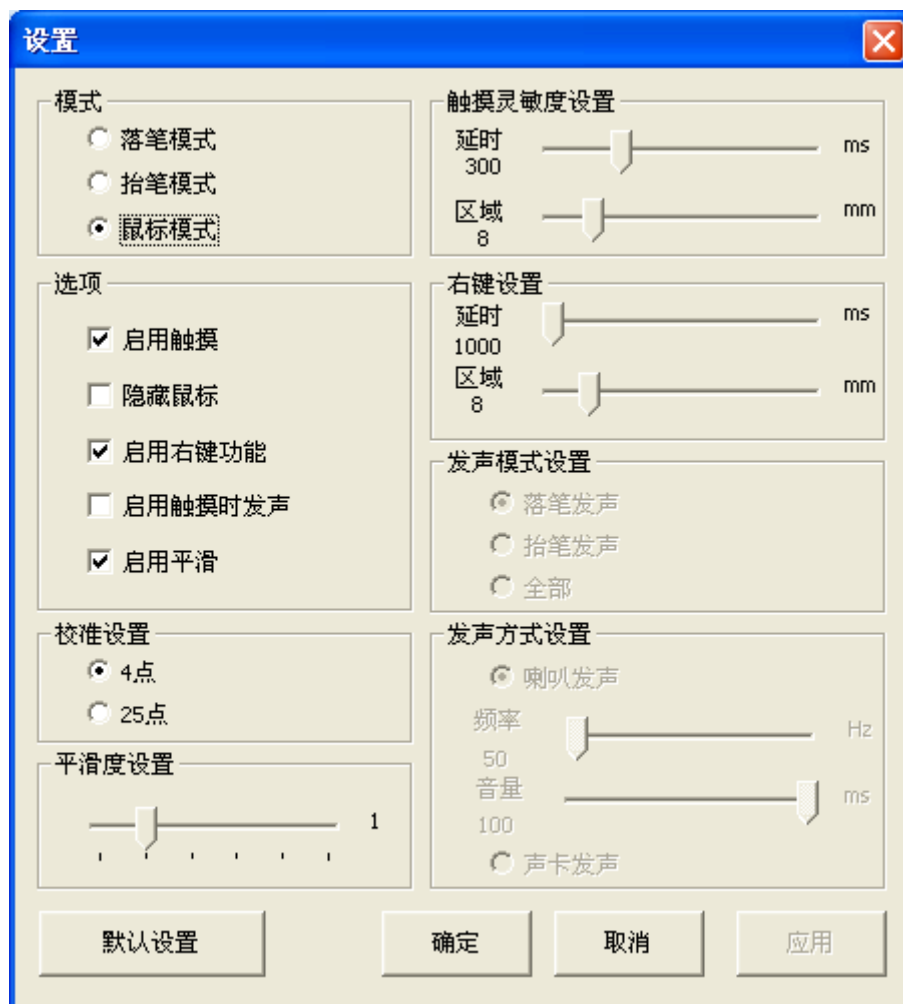 设置
模式
落笔模式
抬笔模式
鼠标模式
选项
启用触摸
隐藏鼠标
启用右键功能
启用触摸时发声
启用平滑
校准设置
4点
25点
平滑度设置
1
触摸灵敏度设置
延时 ms
300
区域 mm
8
右键设置
延时 ms
1000
区域 mm
8
发声模式设置
落笔发声
抬笔发声
全部
发声方式设置
喇叭发声
频率 Hz
50
音量 ms
100
声卡发声
默认设置 确定 取消 应用